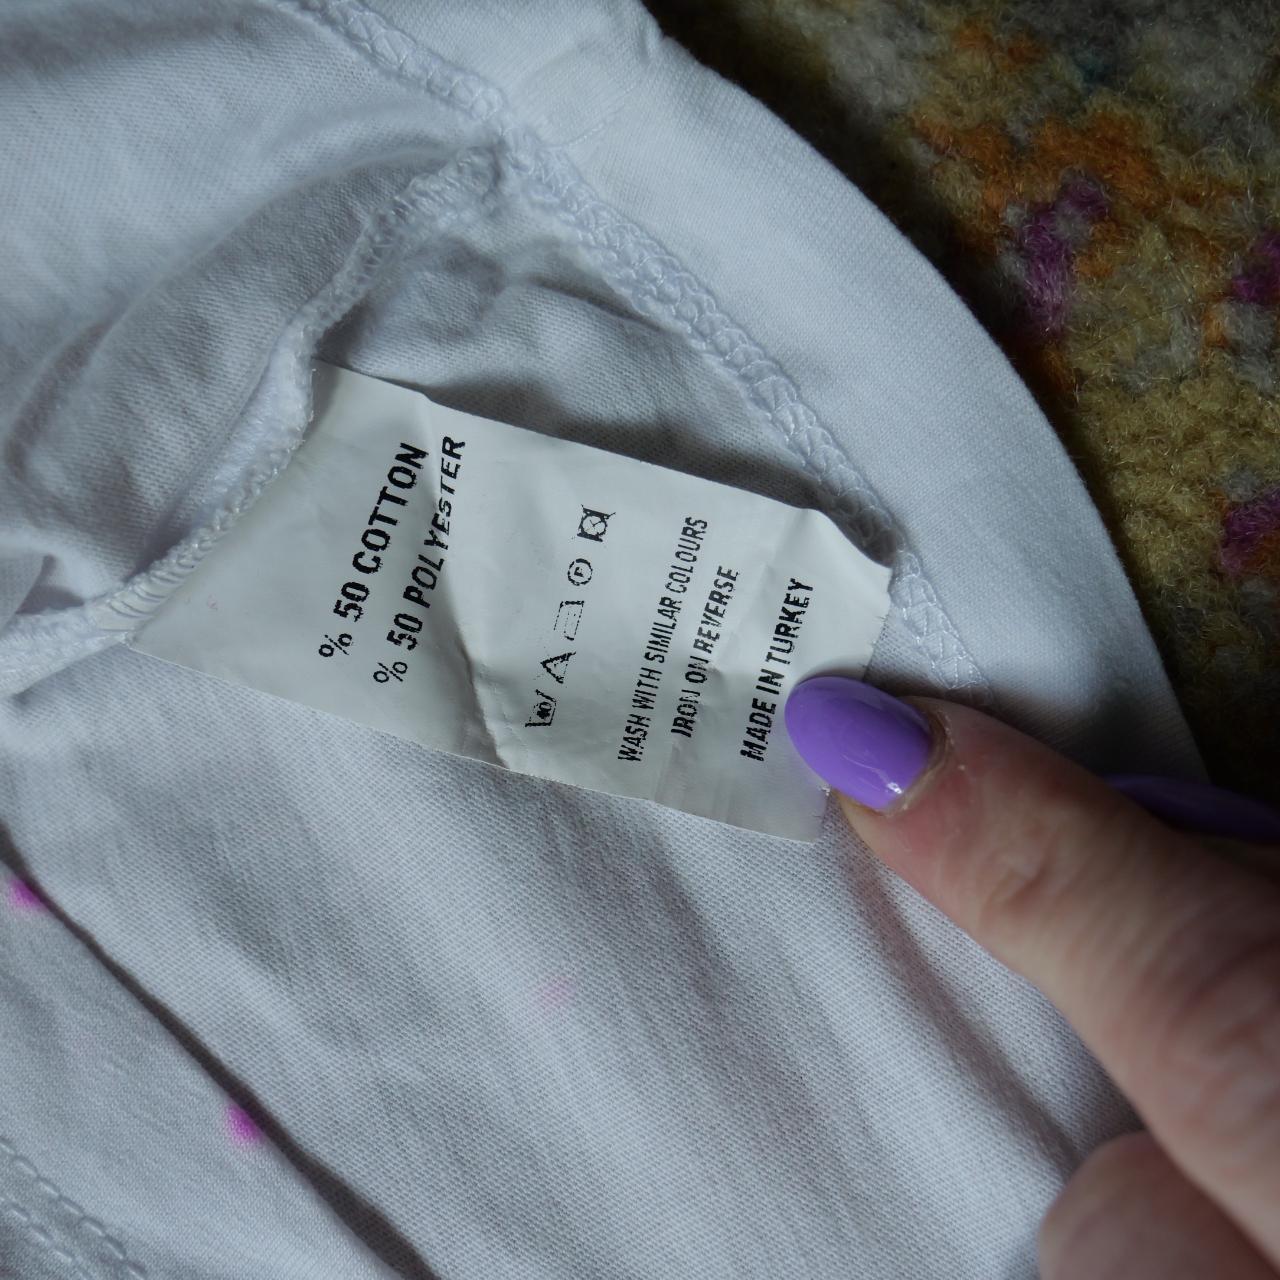 % 50 COTTON
% 50 POLYESTER
WASH WITH SIMILAR COLOURS
IRON ON REVERSE
MADE IN TURKEY